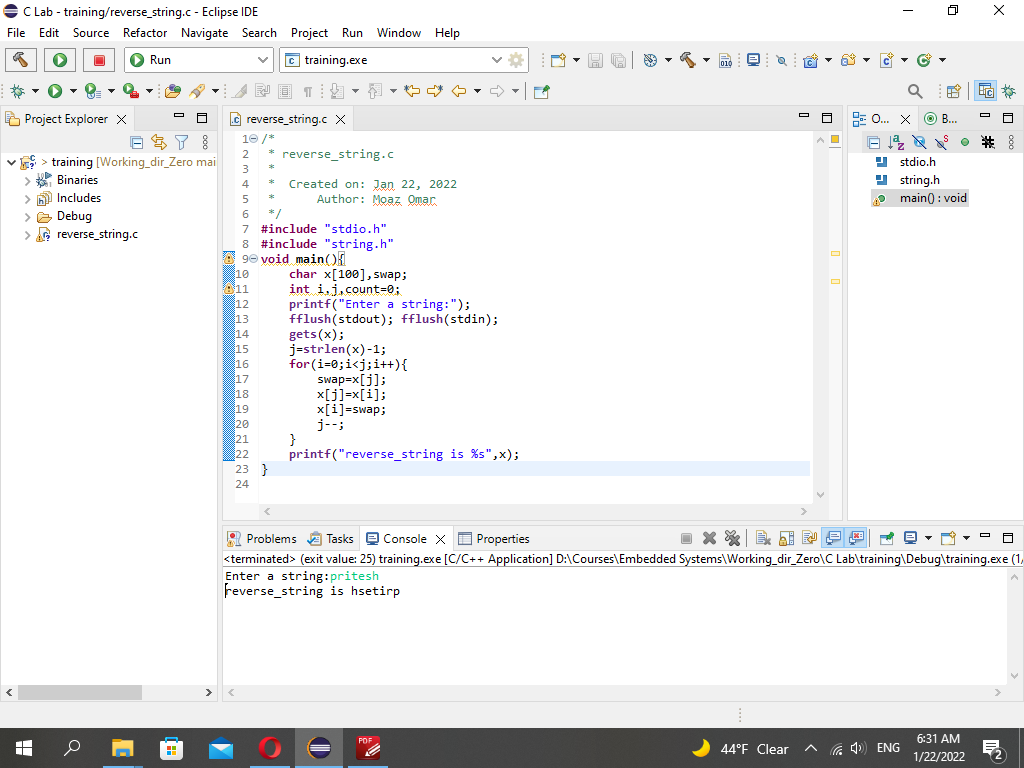 C Lab - training/reverse_string.c - Eclipse IDE
File Edit Source Refactor Navigate Search Project Run Window Help
Run
training.exe
Project Explorer
training [Working_dir_Zero mai
Binaries
Includes
Debug
reverse_string.c
reverse_string.c
1 /*
2 * reverse_string.c
3 *
4 * Created on: Jan 22, 2022
5 * Author: Moaz Omar
6 */
7 #include "stdio.h"
8 #include "string.h"
9 void main(){
10 char x[100],swap;
11 int i,j,count=0;
12 printf("Enter a string:");
13 fflush(stdout); fflush(stdin);
14 gets(x);
15 j=strlen(x)-1;
16 for(i=0;i<j;i++){
17 swap=x[j];
18 x[j]=x[i];
19 x[i]=swap;
20 j--;
21 }
22 printf("reverse_string is %s",x);
23 }
24
O... B...
stdio.h
string.h
main() : void
Problems Tasks Console Properties
<terminated> (exit value: 25) training.exe [C/C++ Application] D:\Courses\Embedded Systems\Working_dir_Zero\C Lab\training\Debug\training.exe (1/
Enter a string:pritesh
reverse_string is hsetirp
PDF
44°F Clear
ENG
6:31 AM
1/22/2022
2